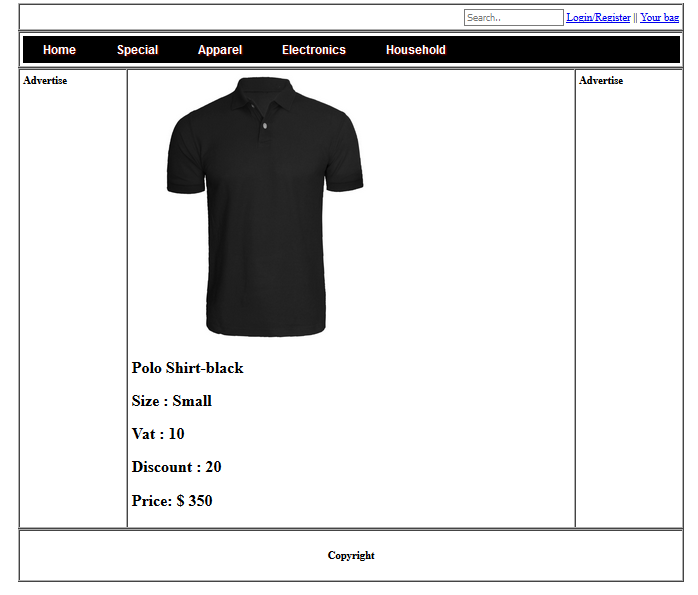 Search.. Login/Register || Your bag
Home Special Apparel Electronics Household
Advertise
Advertise
Polo Shirt-black
Size : Small
Vat : 10
Discount : 20
Price: $ 350
Copyright